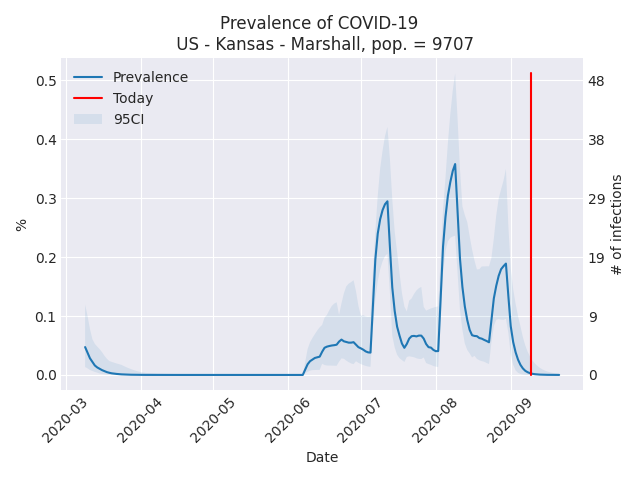 Prevalence of COVID-19
US - Kansas - Marshall, pop. = 9707
Prevalence
Today
95CI
0.5
0.4
0.3
0.2
0.1
0.0
%
48
38
29
19
9
0
# of infections
2020-03
2020-04
2020-05
2020-06
2020-07
2020-08
2020-09
Date